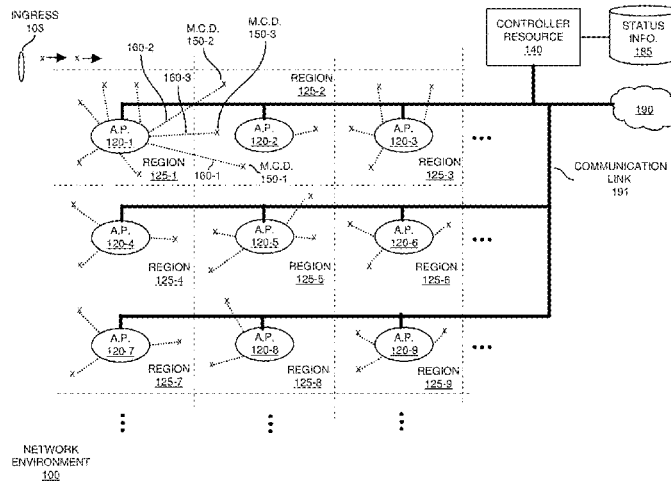 INGRESS
103
x x
M.C.D.
150-2
M.C.D.
150-3
160-2
160-3
CONTROLLER
RESOURCE
140
STATUS
INFO.
185
REGION
125-2
A.P.
120-1
A.P.
120-2
A.P.
120-3
190
REGION
125-1
160-1
M.C.D.
150-1
REGION
125-3
COMMUNICATION
LINK
191
A.P.
120-4
A.P.
120-5
A.P.
120-6
REGION
125-4
REGION
125-5
REGION
125-6
A.P.
120-7
A.P.
120-8
A.P.
120-9
REGION
125-7
REGION
125-8
REGION
125-9
NETWORK
ENVIRONMENT
100